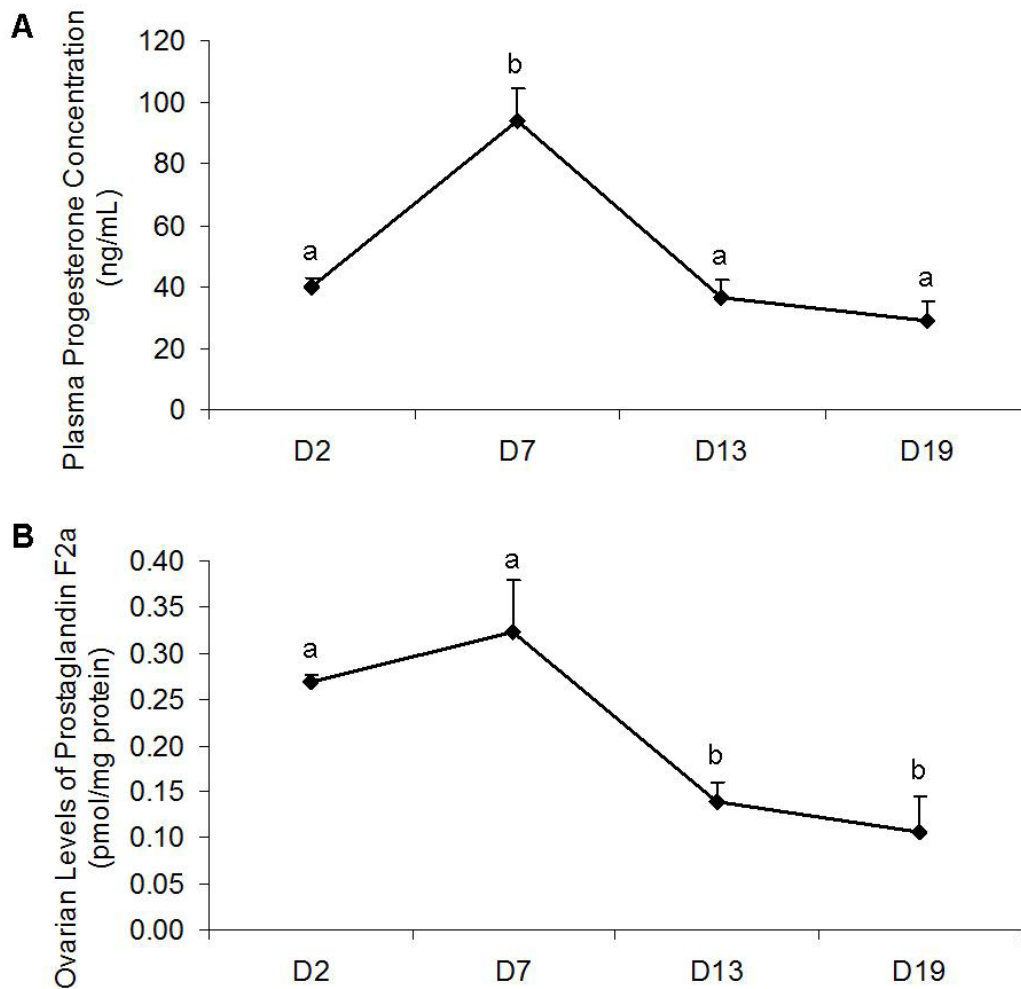 A
Plasma Progesterone Concentration
(ng/mL)
120
100
80
60
40
20
0
a
b
a
a
D2
D7
D13
D19
B
Ovarian Levels of Prostaglandin F2a
(pmol/mg protein)
0.40
0.35
0.30
0.25
0.20
0.15
0.10
0.05
0.00
a
a
b
b
D2
D7
D13
D19